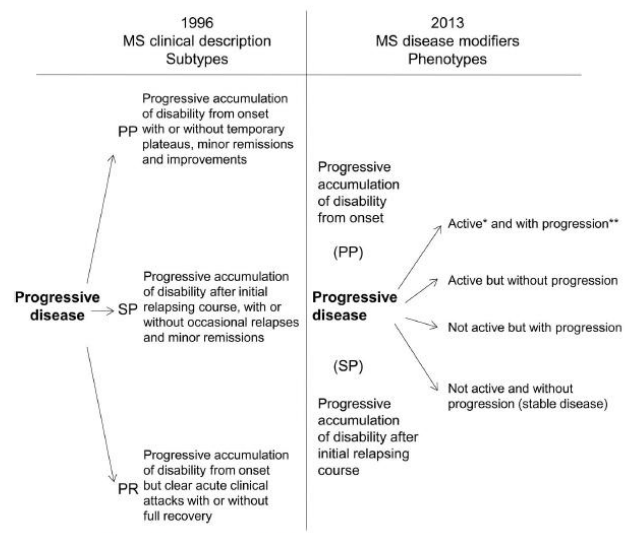 1996
MS clinical description
Subtypes
2013
MS disease modifiers
Phenotypes
Progressive accumulation
of disability from onset
PP with or without temporary
plateaus, minor remissions
and improvements
Progressive
disease
Progressive accumulation
of disability after initial
SP relapsing course, with or
without occasional relapses
and minor remissions
Progressive accumulation
of disability from onset
PR but clear acute clinical
attacks with or without
full recovery
Progressive
accumulation
of disability
from onset
(PP)
Progressive
disease
(SP)
Progressive
accumulation
of disability after
initial relapsing
course
Active* and with progression**
Active but without progression
Not active but with progression
Not active and without
progression (stable disease)